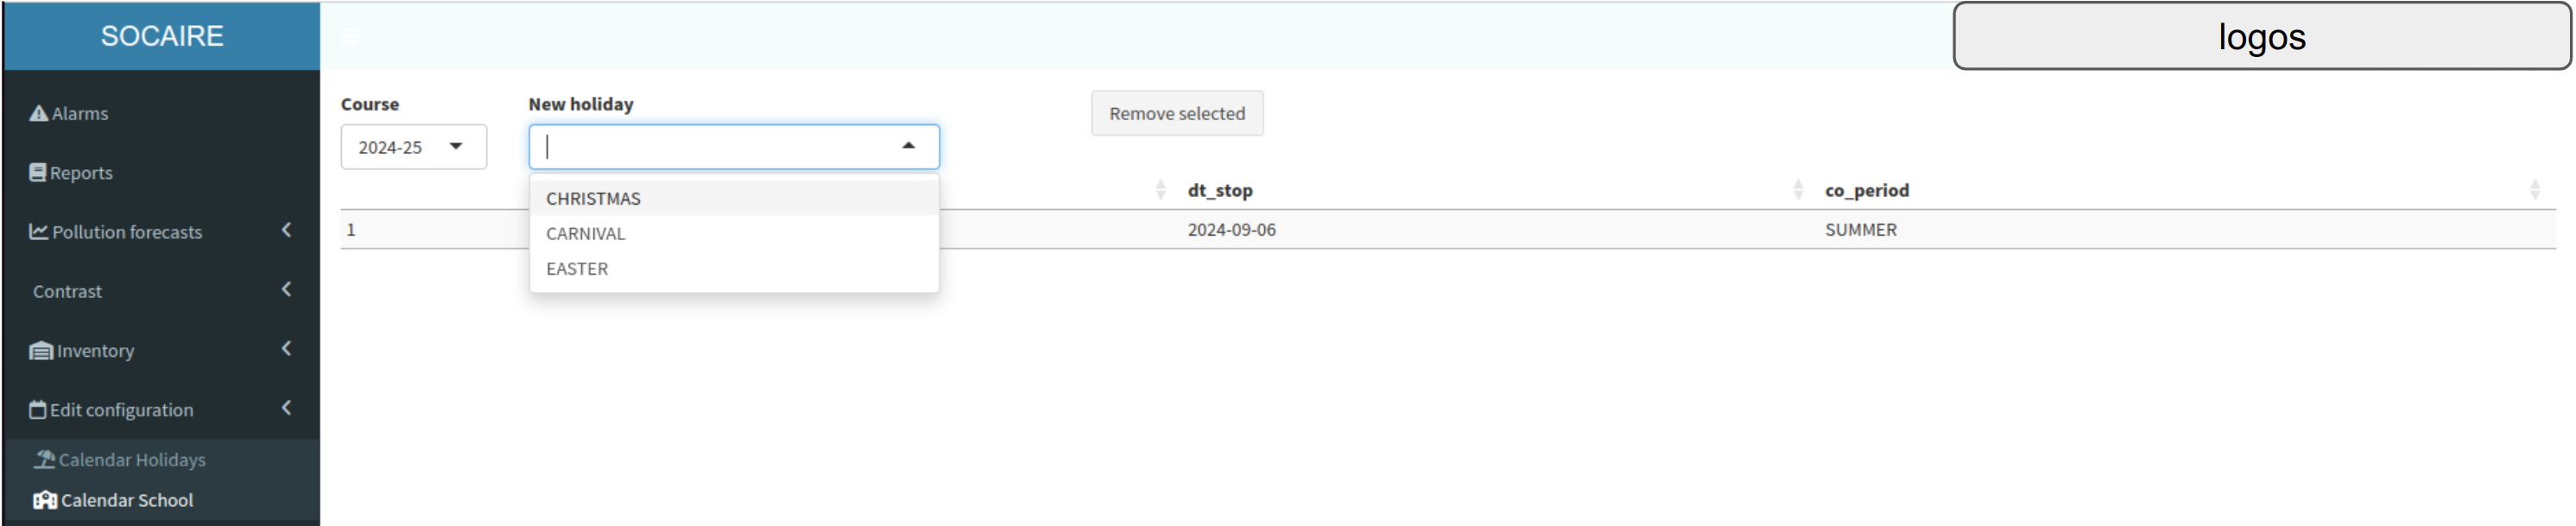 SOCAIRE
logos
Alarms
Reports
Pollution forecasts
Contrast
Inventory
Edit configuration
Calendar Holidays
Calendar School
Course
2024-25
New holiday
CHRISTMAS
CARNIVAL
EASTER
Remove selected
dt_stop co_period
1 2024-09-06 SUMMER